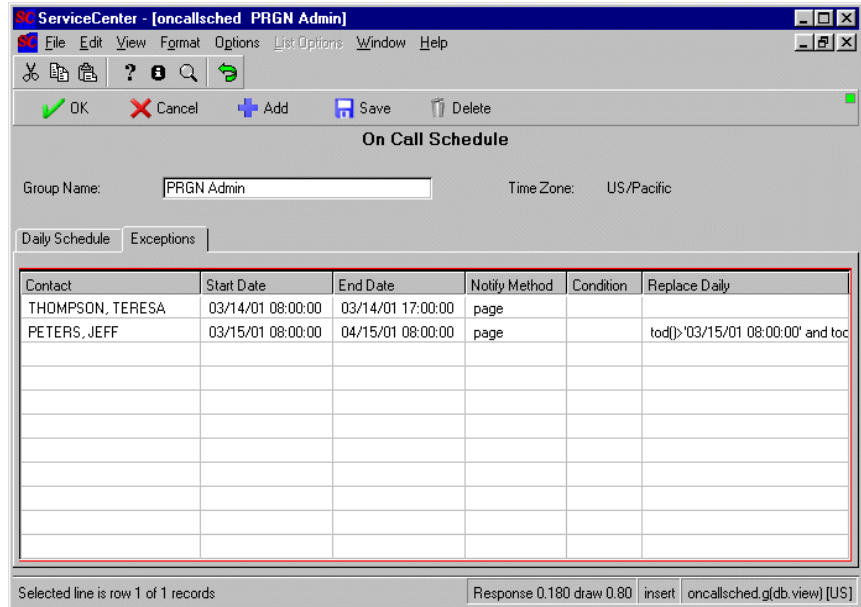 SC ServiceCenter - [oncallsched PRGN Admin]
SC File Edit View Format Options List Options Window Help
OK Cancel Add Save Delete
On Call Schedule
Group Name: PRGN Admin Time Zone: US/Pacific
Daily Schedule Exceptions
Contact Start Date End Date Notify Method Condition Replace Daily
THOMPSON, TERESA 03/14/01 08:00:00 03/14/01 17:00:00 page
PETERS, JEFF 03/15/01 08:00:00 04/15/01 08:00:00 page tod()>'03/15/01 08:00:00' and tod
Selected line is row 1 of 1 records Response 0.180 draw 0.80 insert oncallsched.g(db.view) [US]